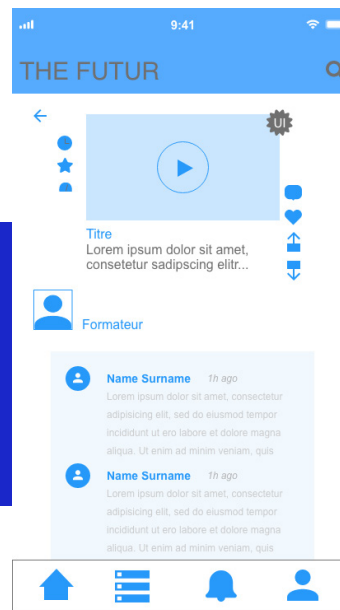 9:41
THE FUTUR
UI
Titre
Lorem ipsum dolor sit amet,
consetetur sadipscing elitr...
Formateur
Name Surname 1h ago
Lorem ipsum dolor sit amet, consectetur
adipisicing elit, sed do eiusmod tempor
incididunt ut ero labore et dolore magna
aliqua. Ut enim ad minim veniam, quis
Name Surname 1h ago
Lorem ipsum dolor sit amet, consectetur
adipisicing elit, sed do eiusmod tempor
incididunt ut ero labore et dolore magna
aliqua. Ut enim ad minim veniam, quis